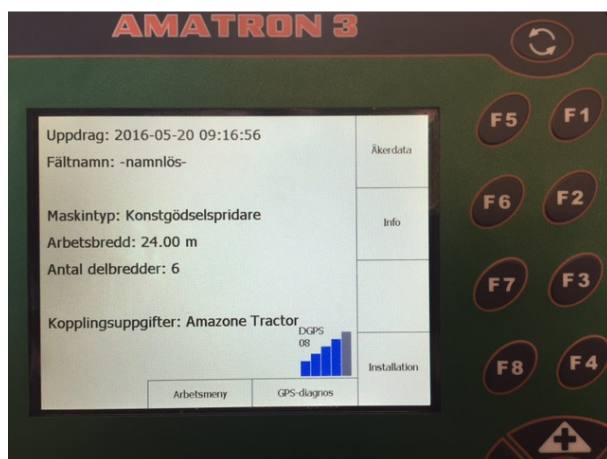 AMATRON 3
Uppdrag: 2016-05-20 09:16:56
Fältnamn: -namnlös-
Maskintyp: Konstgödselspridare
Arbetsbredd: 24.00 m
Antal delbredder: 6
Kopplingsuppgifter: Amazone Tractor
DGPS
08
Arbetsmeny
GPS-diagnos
Åkerdata
Info
Installation
F5
F1
F6
F2
F7
F3
F8
F4